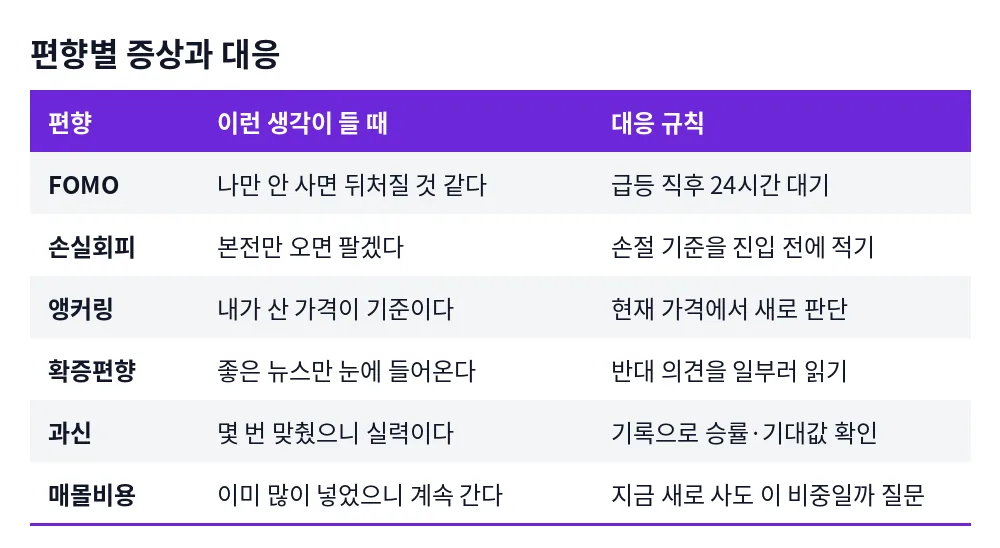 편향별 증상과 대응
편향 이런 생각이 들 때 대응 규칙
FOMO 나만 안 사면 뒤처질 것 같다 급등 직후 24시간 대기
손실회피 본전만 오면 팔겠다 손절 기준을 진입 전에 적기
앵커링 내가 산 가격이 기준이다 현재 가격에서 새로 판단
확증편향 좋은 뉴스만 눈에 들어온다 반대 의견을 일부러 읽기
과신 몇 번 맞췄으니 실력이다 기록으로 승률·기대값 확인
매몰비용 이미 많이 넣었으니 계속 간다 지금 새로 사도 이 비중일까 질문